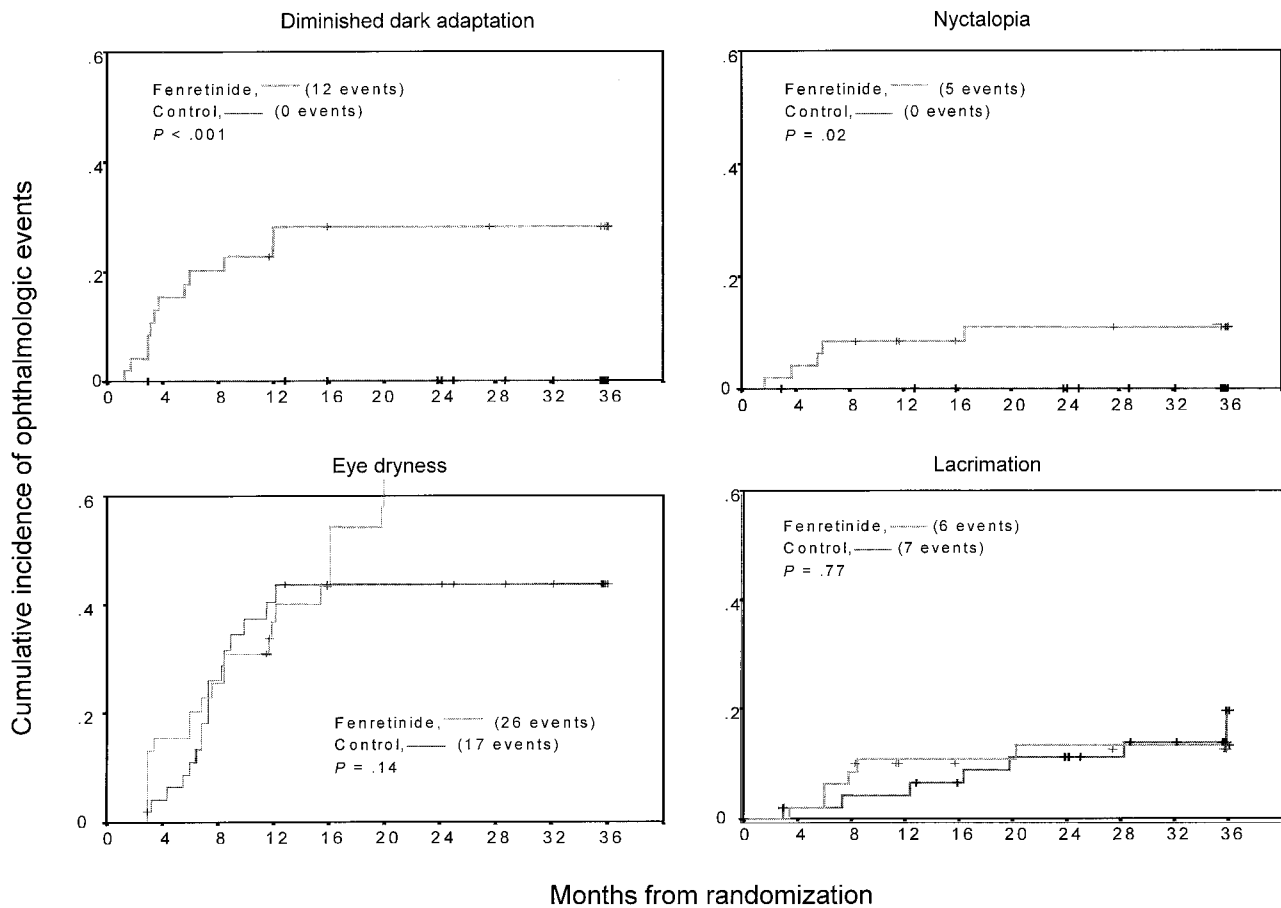 Cumulative incidence of ophthalmologic events
Diminished dark adaptation
.6
.4
.2
0
Fenretinide, (12 events)
Control, (0 events)
P < .001
0 4 8 12 16 20 24 28 32 36
Nyctalopia
.6
.4
.2
0
Fenretinide, (5 events)
Control, (0 events)
P = .02
0 4 8 12 16 20 24 28 32 36
Eye dryness
.6
.4
.2
0
Fenretinide, (26 events)
Control, (17 events)
P = .14
0 4 8 12 16 20 24 28 32 36
Lacrimation
.6
.4
.2
0
Fenretinide, (6 events)
Control, (7 events)
P = .77
0 4 8 12 16 20 24 28 32 36
Months from randomization